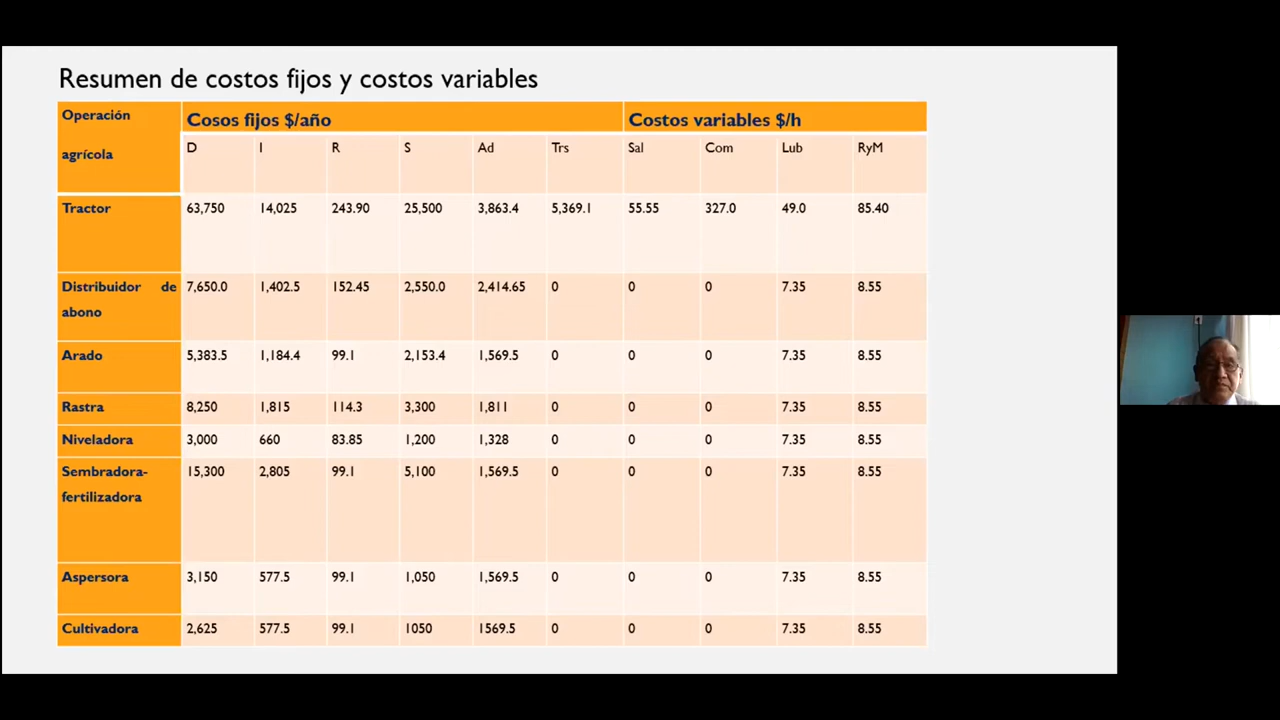 Resumen de costos fijos y costos variables
Operación agrícola Cosos fijos $/año Costos variables $/h
D I R S Ad Trs Sal Com Lub RyM
Tractor 63,750 14,025 243.90 25,500 3,863.4 5,369.1 55.55 327.0 49.0 85.40
Distribuidor de abono 7,650.0 1,402.5 152.45 2,550.0 2,414.65 0 0 0 7.35 8.55
Arado 5,383.5 1,184.4 99.1 2,153.4 1,569.5 0 0 0 7.35 8.55
Rastra 8,250 1,815 114.3 3,300 1,811 0 0 0 7.35 8.55
Niveladora 3,000 660 83.85 1,200 1,328 0 0 0 7.35 8.55
Sembradora-fertilizadora 15,300 2,805 99.1 5,100 1,569.5 0 0 0 7.35 8.55
Aspersora 3,150 577.5 99.1 1,050 1,569.5 0 0 0 7.35 8.55
Cultivadora 2,625 577.5 99.1 1050 1569.5 0 0 0 7.35 8.55